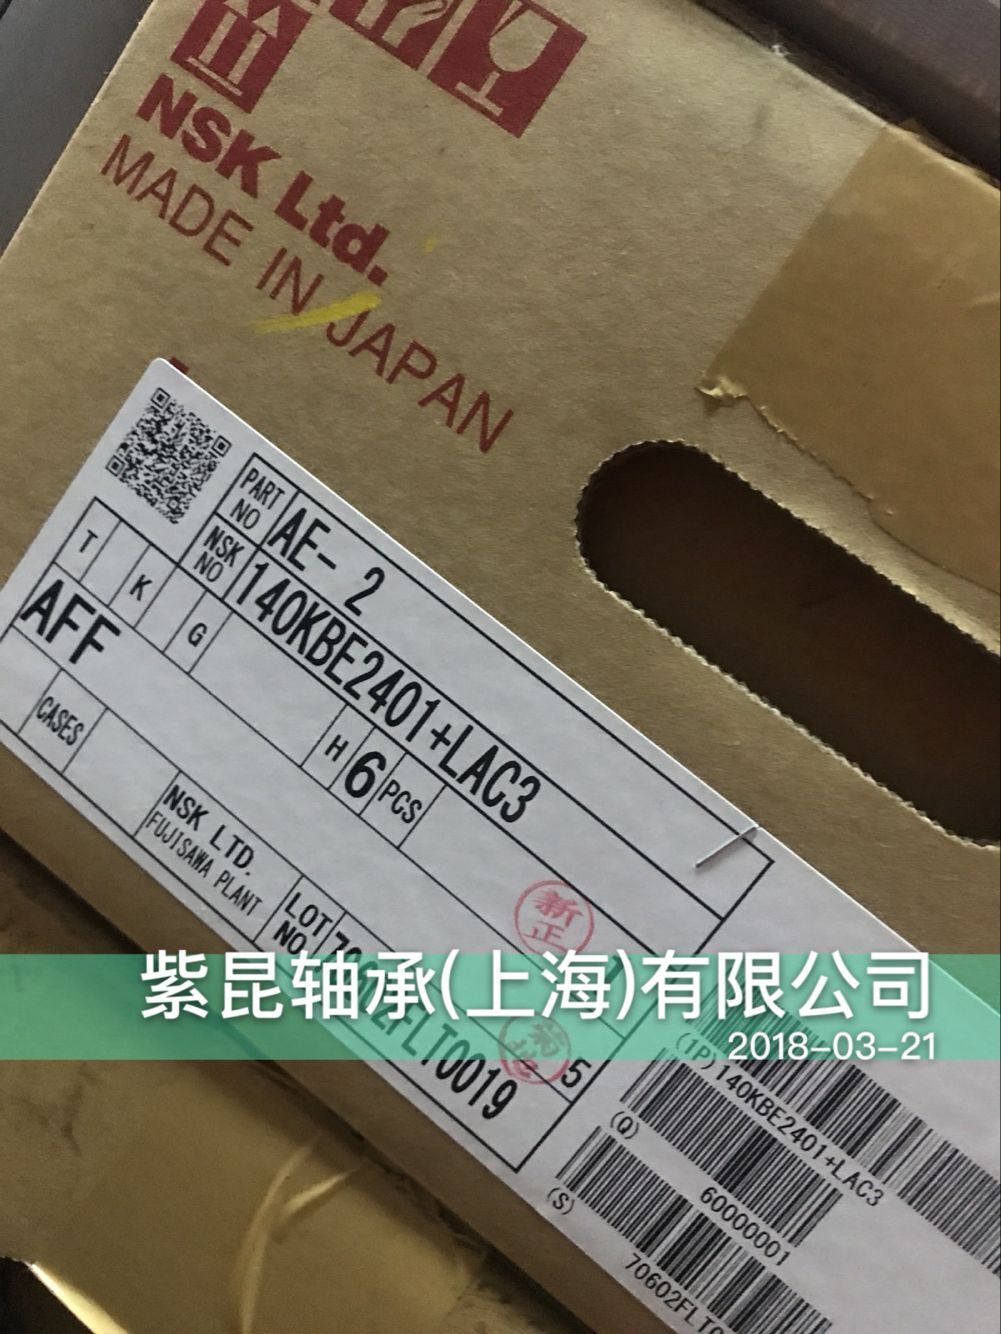 NSK Ltd.
MADE IN JAPAN
PART NO
AE- 2
NSK NO
140KBE2401+LAC3
T
K
G
H
6
PCS
AFF
CASES
NSK LTD.
FUJISAWA PLANT
LOT NO.
2FLT0019
5
新正
紫昆轴承(上海)有限公司
2018-03-21
(1P)140KBE2401+LAC3
(Q)
60000001
(S)
70602FLT0